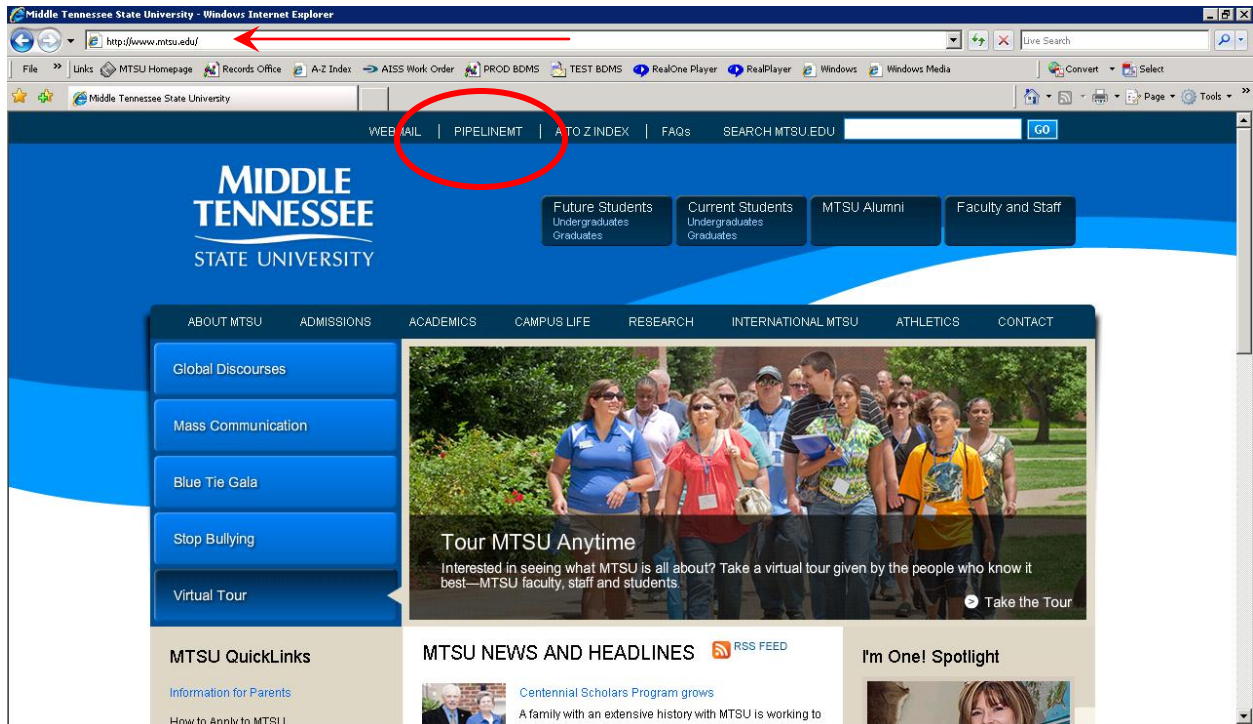 Middle Tennessee State University - Windows Internet Explorer
http://www.mtsu.edu/
Live Search
File » Links MTSU Homepage Records Office A-Z Index AISS Work Order PROD BDMS TEST BDMS RealOne Player RealPlayer Windows Windows Media Convert Select
Middle Tennessee State University
Page Tools »
WEBMAIL | PIPELINEMT | A TO Z INDEX | FAQs SEARCH MTSU.EDU GO
MIDDLE
TENNESSEE
STATE UNIVERSITY
Future Students
Undergraduates
Graduates
Current Students
Undergraduates
Graduates
MTSU Alumni
Faculty and Staff
ABOUT MTSU ADMISSIONS ACADEMICS CAMPUS LIFE RESEARCH INTERNATIONAL MTSU ATHLETICS CONTACT
Global Discourses
Mass Communication
Blue Tie Gala
Stop Bullying
Virtual Tour
Tour MTSU Anytime
Interested in seeing what MTSU is all about? Take a virtual tour given by the people who know it
best—MTSU faculty, staff and students.
Take the Tour
MTSU QuickLinks
Information for Parents
How to Apply to MTSU
MTSU NEWS AND HEADLINES RSS FEED
Centennial Scholars Program grows
A family with an extensive history with MTSU is working to
I'm One! Spotlight